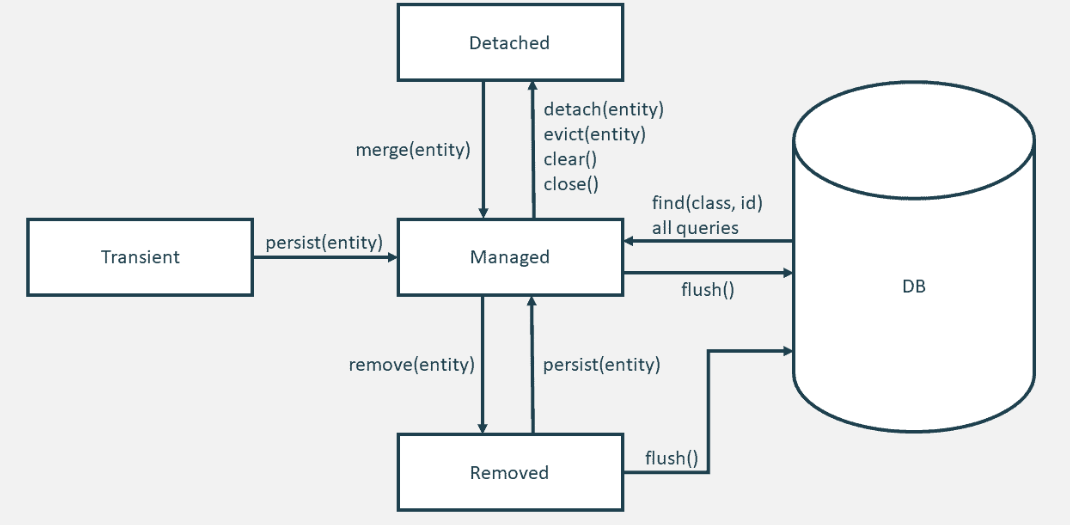 Detached
merge(entity)
detach(entity)
evict(entity)
clear()
close()
Transient
persist(entity)
Managed
find(class, id)
all queries
flush()
DB
remove(entity)
persist(entity)
Removed
flush()